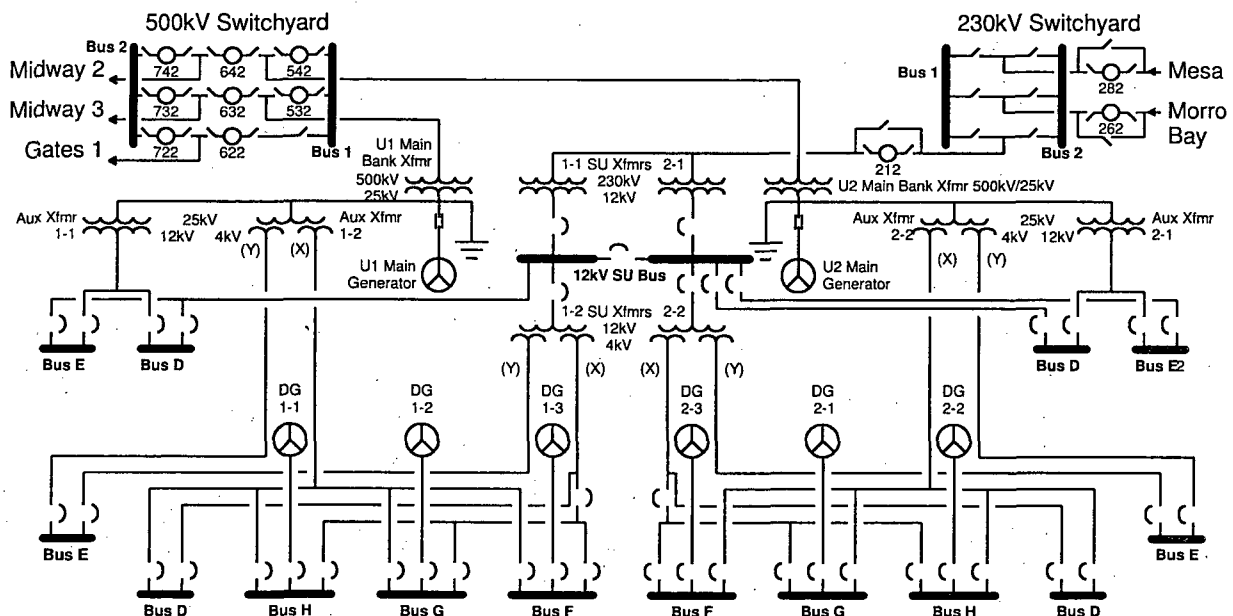 500kV Switchyard
230kV Switchyard
Bus 2
742
642
542
Midway 2
732
632
532
Midway 3
722
622
Bus 1
Gates 1
Bus 1
282
Mesa
262
Morro
Bay
Bus 2
212
U1 Main
Bank Xfmr
500kV
25kV
1-1 SU Xfmrs 2-1
230kV
12kV
U2 Main Bank Xfmr 500kV/25kV
Aux Xfmr
1-1
25kV
12kV
4kV
(Y)
(X)
Aux Xfmr
1-2
U1 Main
Generator
12kV SU Bus
U2 Main
Generator
Aux Xfmr
2-2
(X)
(Y)
25kV
4kV
12kV
Aux Xfmr
2-1
1-2 SU Xfmrs 2-2
12kV
4kV
(Y)
(X)
(X)
(Y)
Bus E
Bus D
Bus D
Bus E2
DG
1-1
DG
1-2
DG
1-3
DG
2-3
DG
2-1
DG
2-2
Bus E
Bus E
Bus D
Bus H
Bus G
Bus F
Bus F
Bus G
Bus H
Bus D